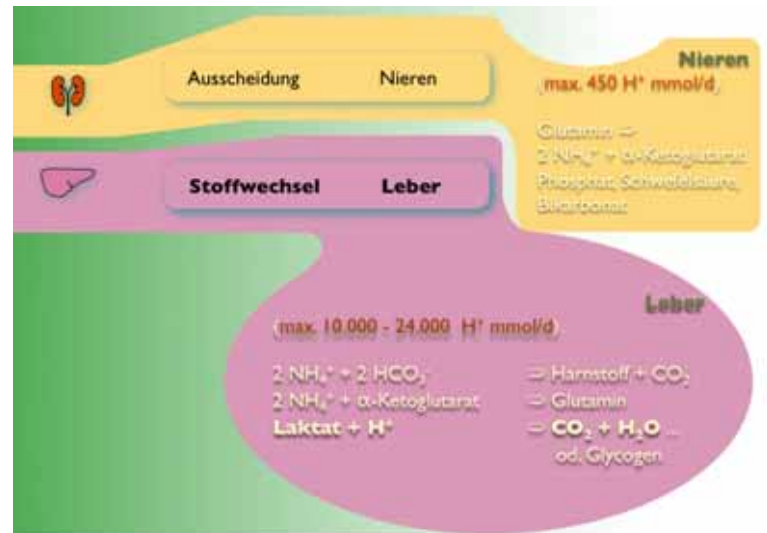 Nieren
Ausscheidung Nieren
(max. 450 H⁺ mmol/d)
Glutamin ⇒
2 NH₄⁺ + α-Ketoglutarat
Phosphat, Schwefelsäure,
Bikarbonat
Stoffwechsel Leber
Leber
(max. 10.000 - 24.000 H⁺ mmol/d)
2 NH₄⁺ + 2 HCO₃⁻ ⇒ Harnstoff + CO₂
2 NH₄⁺ + α-Ketoglutarat ⇒ Glutamin
Laktat + H⁺ ⇒ CO₂ + H₂O ...
od. Glycogen